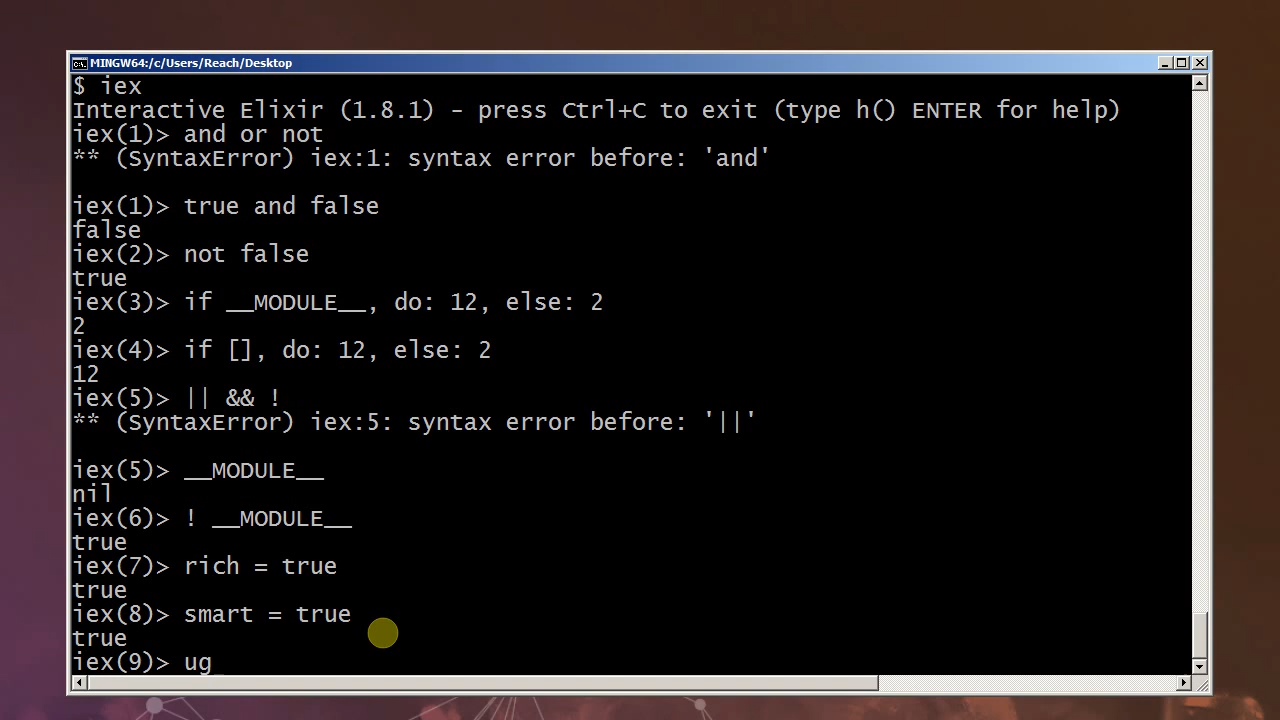 MINGW64:/c/Users/Reach/Desktop
$ iex
Interactive Elixir (1.8.1) - press Ctrl+C to exit (type h() ENTER for help)
iex(1)> and or not
** (SyntaxError) iex:1: syntax error before: 'and'
iex(1)> true and false
false
iex(2)> not false
true
iex(3)> if __MODULE__, do: 12, else: 2
2
iex(4)> if [], do: 12, else: 2
12
iex(5)> || && !
** (SyntaxError) iex:5: syntax error before: '||'
iex(5)> __MODULE__
nil
iex(6)> ! __MODULE__
true
iex(7)> rich = true
true
iex(8)> smart = true
true
iex(9)> ug